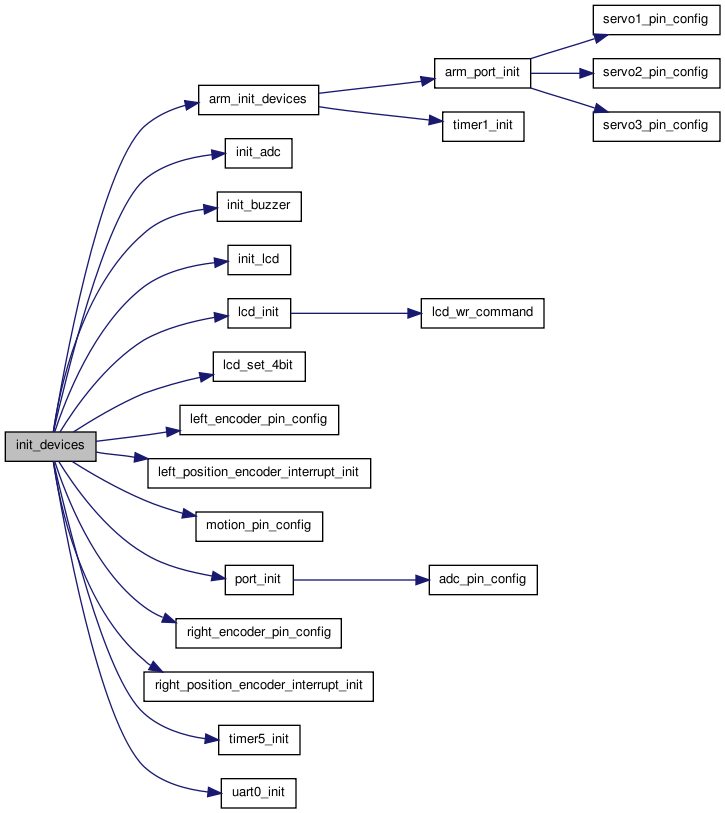 servo1_pin_config
arm_port_init
servo2_pin_config
arm_init_devices
timer1_init
servo3_pin_config
init_adc
init_buzzer
init_lcd
lcd_init
lcd_wr_command
lcd_set_4bit
left_encoder_pin_config
init_devices
left_position_encoder_interrupt_init
motion_pin_config
port_init
adc_pin_config
right_encoder_pin_config
right_position_encoder_interrupt_init
timer5_init
uart0_init